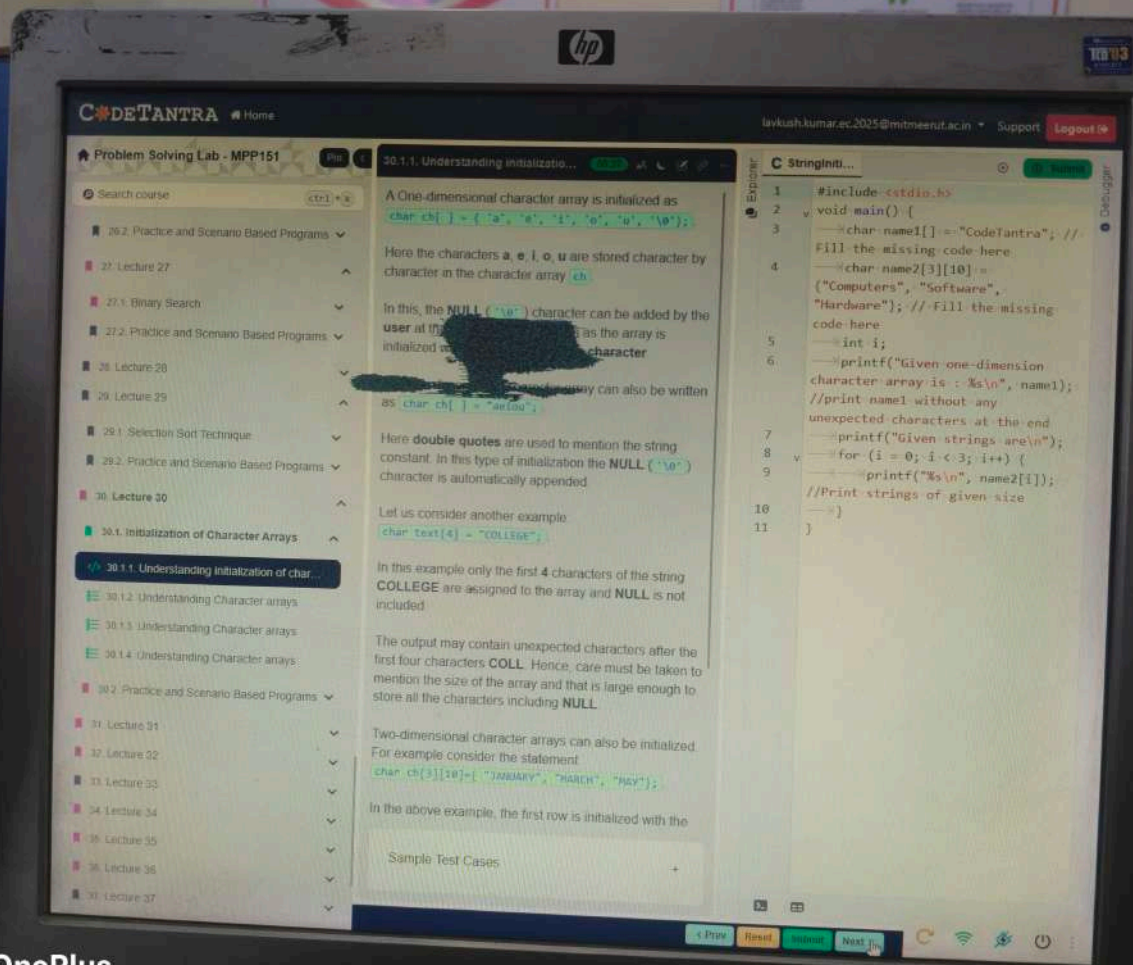 hp
CODETANTRA Home
lavkush.kumar.ec.2025@mitmeerut.ac.in Support Logout
Problem Solving Lab - MPP151
Search course
26.2. Practice and Scenario Based Programs
27. Lecture 27
27.1. Binary Search
27.2. Practice and Scenario Based Programs
28. Lecture 28
29. Lecture 29
29.1. Selection Sort Technique
29.2. Practice and Scenario Based Programs
30. Lecture 30
30.1. Initialization of Character Arrays
30.1.1. Understanding initialization of char...
30.1.2. Understanding Character arrays
30.1.3. Understanding Character arrays
30.1.4. Understanding Character arrays
30.2. Practice and Scenario Based Programs
31. Lecture 31
32. Lecture 32
33. Lecture 33
34. Lecture 34
35. Lecture 35
36. Lecture 36
37. Lecture 37
30.1.1. Understanding initializatio...
A One-dimensional character array is initialized as
char ch[ ] = { 'a', 'e', 'i', 'o', 'u', '\0'};
Here the characters a, e, i, o, u are stored character by
character in the character array ch
In this, the NULL ( '\0' ) character can be added by the
user at as the array is
initialized character
array can also be written
as char ch[ ] = "aeiou";
Here double quotes are used to mention the string
constant. In this type of initialization the NULL ( '\0' )
character is automatically appended.
Let us consider another example
char text[4] = "COLLEGE";
In this example only the first 4 characters of the string
COLLEGE are assigned to the array and NULL is not
included.
The output may contain unexpected characters after the
first four characters COLL. Hence, care must be taken to
mention the size of the array and that is large enough to
store all the characters including NULL.
Two-dimensional character arrays can also be initialized.
For example consider the statement
char ch[3][10]={ "JANUARY", "MARCH", "MAY"};
In the above example, the first row is initialized with the
Sample Test Cases +
Explorer
C StringIniti...
Submit
Debugger
1 #include <stdio.h>
2 void main() {
3 char name1[] = "CodeTantra"; //
Fill the missing code here
4 char name2[3][10] =
{"Computers", "Software",
"Hardware"}; // Fill the missing
code here
5 int i;
6 printf("Given one-dimension
character array is : %s\n", name1);
//print name1 without any
unexpected characters at the end
7 printf("Given strings are\n");
8 for (i = 0; i < 3; i++) {
9 printf("%s\n", name2[i]);
//Print strings of given size
10 }
11 }
< Prev Reset Submit Next
OnePlus